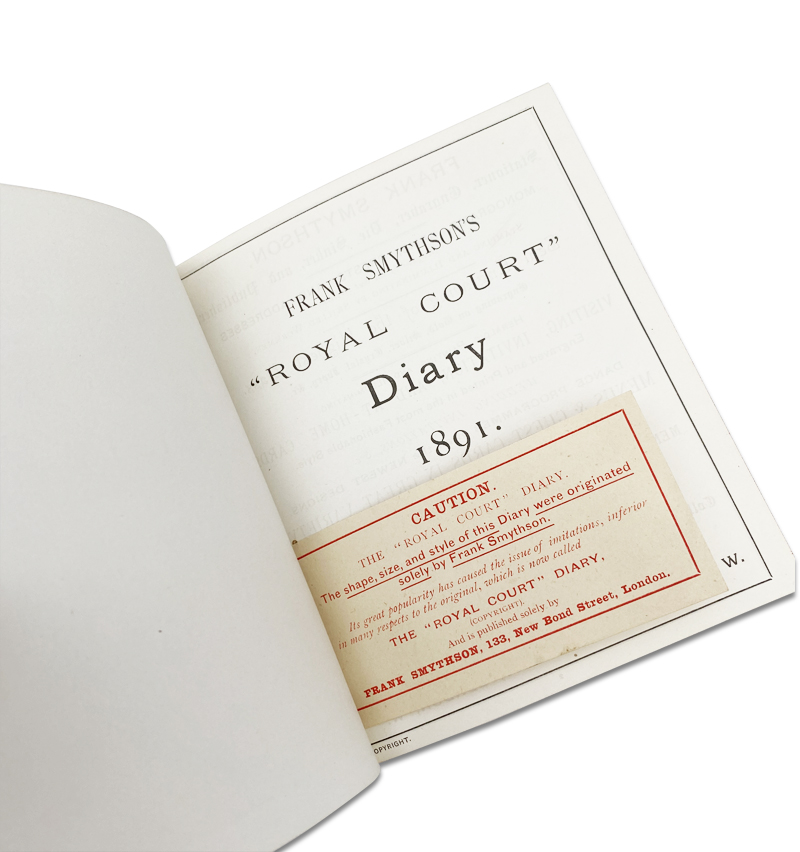 FRANK SMYTHSON'S
"ROYAL COURT"
Diary
1891.
CAUTION.
THE "ROYAL COURT" DIARY.
The shape, size, and style of this Diary were originated
solely by Frank Smythson.
Its great popularity has caused the issue of imitations, inferior
in many respects to the original, which is now called
THE "ROYAL COURT" DIARY,
(COPYRIGHT).
And is published solely by
FRANK SMYTHSON, 133, New Bond Street, London.
W.
OPYRIGHT.